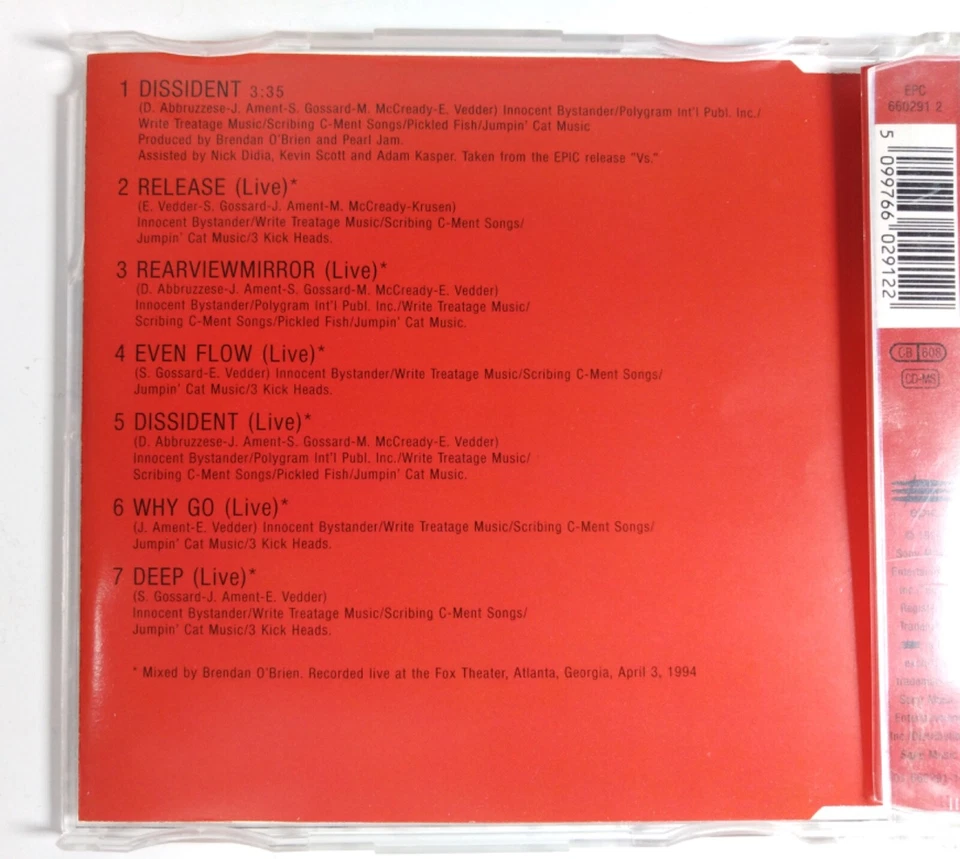 1 DISSIDENT 3:35
(D. Abbruzzese-J. Ament-S. Gossard-M. McCready-E. Vedder) Innocent Bystander/Polygram Int'l Publ. Inc./
Write Treatage Music/Scribing C-Ment Songs/Pickled Fish/Jumpin' Cat Music
Produced by Brendan O'Brien and Pearl Jam.
Assisted by Nick Didia, Kevin Scott and Adam Kasper. Taken from the EPIC release "Vs."
2 RELEASE (Live)*
(E. Vedder-S. Gossard-J. Ament-M. McCready-Krusen)
Innocent Bystander/Write Treatage Music/Scribing C-Ment Songs/
Jumpin' Cat Music/3 Kick Heads.
3 REARVIEWMIRROR (Live)*
(D. Abbruzzese-J. Ament-S. Gossard-M. McCready-E. Vedder)
Innocent Bystander/Polygram Int'l Publ. Inc./Write Treatage Music/
Scribing C-Ment Songs/Pickled Fish/Jumpin' Cat Music.
4 EVEN FLOW (Live)*
(S. Gossard-E. Vedder) Innocent Bystander/Write Treatage Music/Scribing C-Ment Songs/
Jumpin' Cat Music/3 Kick Heads.
5 DISSIDENT (Live)*
(D. Abbruzzese-J. Ament-S. Gossard-M. McCready-E. Vedder)
Innocent Bystander/Polygram Int'l Publ. Inc./Write Treatage Music/
Scribing C-Ment Songs/Pickled Fish/Jumpin' Cat Music.
6 WHY GO (Live)*
(J. Ament-E. Vedder) Innocent Bystander/Write Treatage Music/Scribing C-Ment Songs/
Jumpin' Cat Music/3 Kick Heads.
7 DEEP (Live)*
(S. Gossard-J. Ament-E. Vedder)
Innocent Bystander/Write Treatage Music/Scribing C-Ment Songs/
Jumpin' Cat Music/3 Kick Heads.
* Mixed by Brendan O'Brien. Recorded live at the Fox Theater, Atlanta, Georgia, April 3, 1994
EPC
660291 2
5 099766 029122
CB 608
CD-MS
Sony